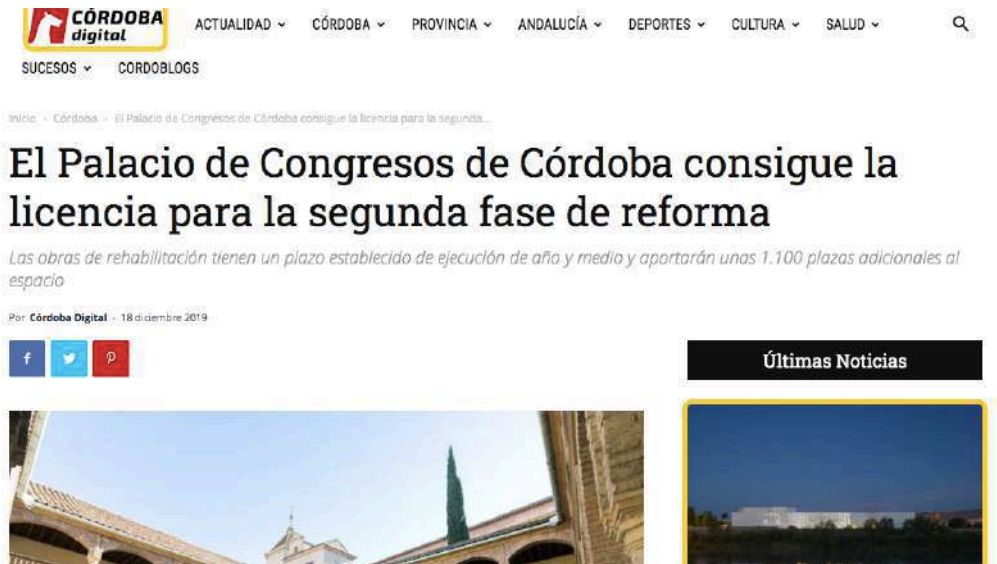 CÓRDOBA
digital
ACTUALIDAD CÓRDOBA PROVINCIA ANDALUCÍA DEPORTES CULTURA SALUD
SUCESOS CORDOBLOGS
Inicio › Córdoba › El Palacio de Congresos de Córdoba consigue la licencia para la segunda...
El Palacio de Congresos de Córdoba consigue la
licencia para la segunda fase de reforma
Las obras de rehabilitación tienen un plazo establecido de ejecución de año y medio y aportarán unas 1.100 plazas adicionales al
espacio
Por Córdoba Digital - 18 diciembre 2019
Últimas Noticias